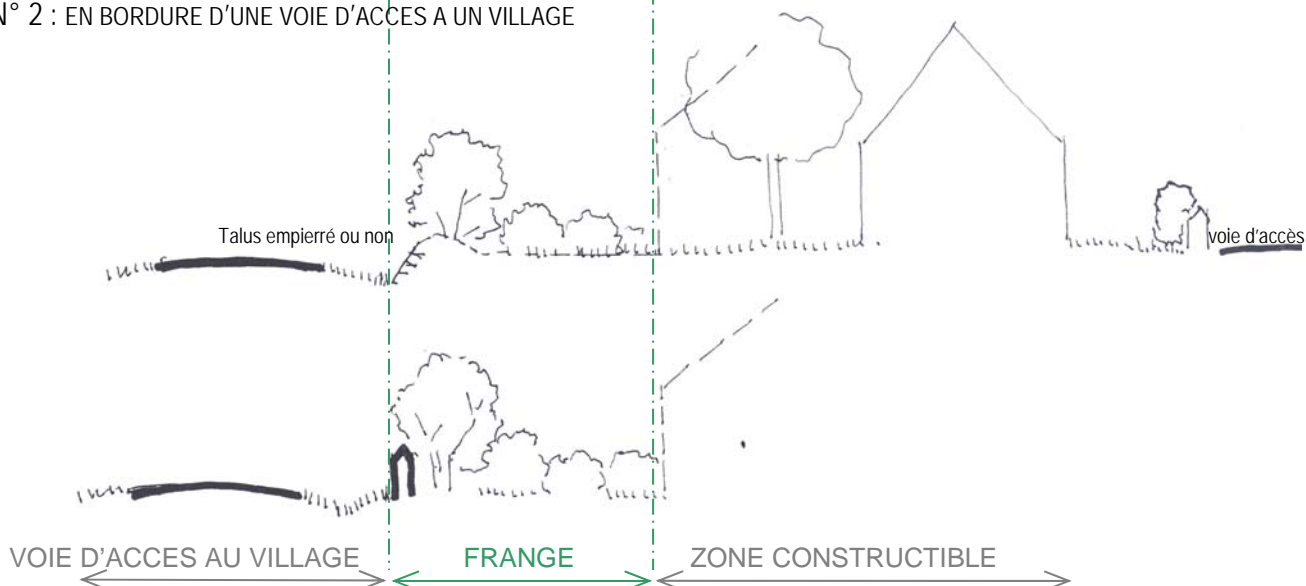 N° 2 : EN BORDURE D'UNE VOIE D'ACCES A UN VILLAGE
Talus empierré ou non
voie d'accès
VOIE D'ACCES AU VILLAGE
FRANGE
ZONE CONSTRUCTIBLE